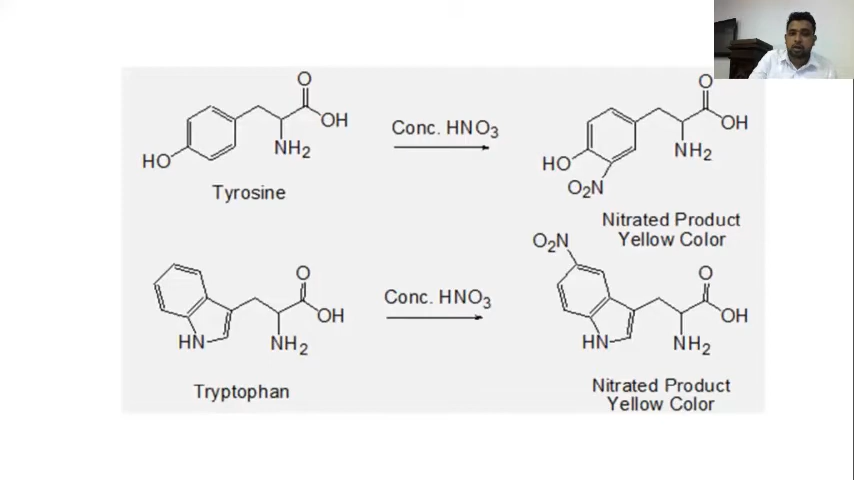 O
OH
NH₂
HO
Tyrosine
Conc. HNO₃
O
OH
NH₂
HO
O₂N
Nitrated Product
Yellow Color
O
OH
NH₂
HN
Tryptophan
Conc. HNO₃
O₂N
O
OH
NH₂
HN
Nitrated Product
Yellow Color